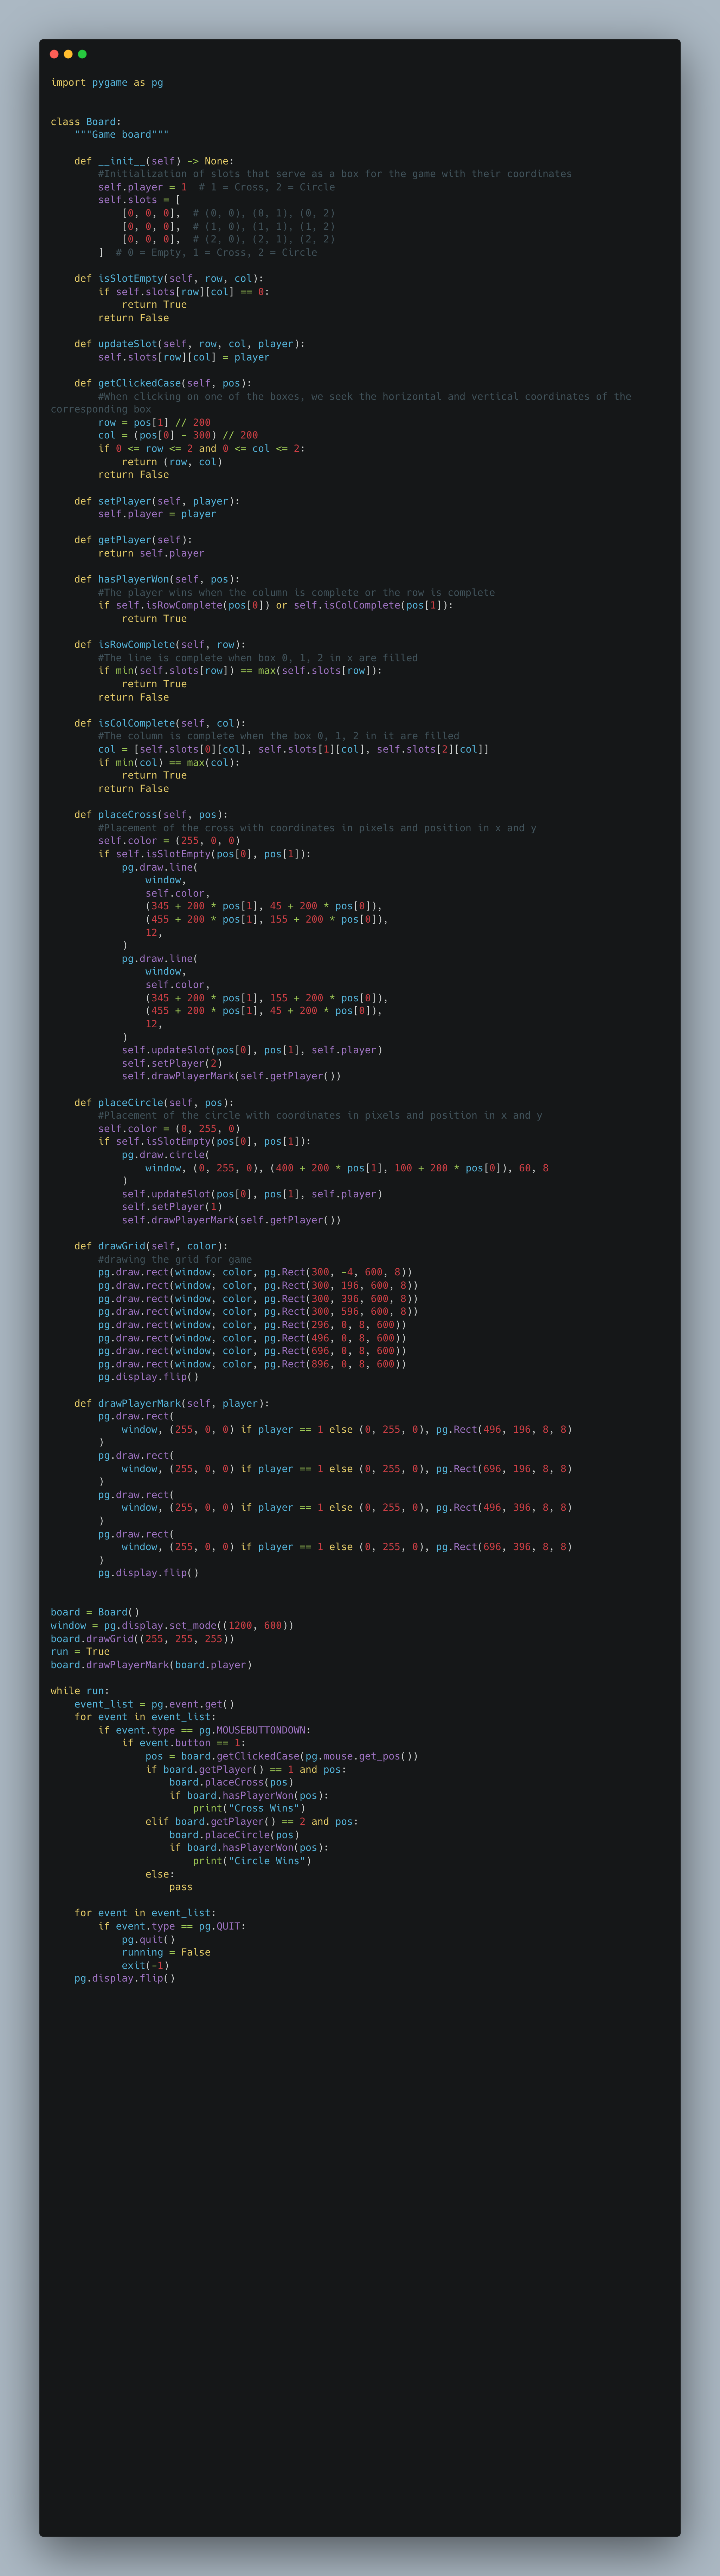 import pygame as pg


class Board:
    """Game board"""

    def __init__(self) -> None:
        #Initialization of slots that serve as a box for the game with their coordinates
        self.player = 1  # 1 = Cross, 2 = Circle
        self.slots = [
            [0, 0, 0],  # (0, 0), (0, 1), (0, 2)
            [0, 0, 0],  # (1, 0), (1, 1), (1, 2)
            [0, 0, 0],  # (2, 0), (2, 1), (2, 2)
        ]  # 0 = Empty, 1 = Cross, 2 = Circle

    def isSlotEmpty(self, row, col):
        if self.slots[row][col] == 0:
            return True
        return False

    def updateSlot(self, row, col, player):
        self.slots[row][col] = player

    def getClickedCase(self, pos):
        #When clicking on one of the boxes, we seek the horizontal and vertical coordinates of the
corresponding box
        row = pos[1] // 200
        col = (pos[0] - 300) // 200
        if 0 <= row <= 2 and 0 <= col <= 2:
            return (row, col)
        return False

    def setPlayer(self, player):
        self.player = player

    def getPlayer(self):
        return self.player

    def hasPlayerWon(self, pos):
        #The player wins when the column is complete or the row is complete
        if self.isRowComplete(pos[0]) or self.isColComplete(pos[1]):
            return True

    def isRowComplete(self, row):
        #The line is complete when box 0, 1, 2 in x are filled
        if min(self.slots[row]) == max(self.slots[row]):
            return True
        return False

    def isColComplete(self, col):
        #The column is complete when the box 0, 1, 2 in it are filled
        col = [self.slots[0][col], self.slots[1][col], self.slots[2][col]]
        if min(col) == max(col):
            return True
        return False

    def placeCross(self, pos):
        #Placement of the cross with coordinates in pixels and position in x and y
        self.color = (255, 0, 0)
        if self.isSlotEmpty(pos[0], pos[1]):
            pg.draw.line(
                window,
                self.color,
                (345 + 200 * pos[1], 45 + 200 * pos[0]),
                (455 + 200 * pos[1], 155 + 200 * pos[0]),
                12,
            )
            pg.draw.line(
                window,
                self.color,
                (345 + 200 * pos[1], 155 + 200 * pos[0]),
                (455 + 200 * pos[1], 45 + 200 * pos[0]),
                12,
            )
            self.updateSlot(pos[0], pos[1], self.player)
            self.setPlayer(2)
            self.drawPlayerMark(self.getPlayer())

    def placeCircle(self, pos):
        #Placement of the circle with coordinates in pixels and position in x and y
        self.color = (0, 255, 0)
        if self.isSlotEmpty(pos[0], pos[1]):
            pg.draw.circle(
                window, (0, 255, 0), (400 + 200 * pos[1], 100 + 200 * pos[0]), 60, 8
            )
            self.updateSlot(pos[0], pos[1], self.player)
            self.setPlayer(1)
            self.drawPlayerMark(self.getPlayer())

    def drawGrid(self, color):
        #drawing the grid for game
        pg.draw.rect(window, color, pg.Rect(300, -4, 600, 8))
        pg.draw.rect(window, color, pg.Rect(300, 196, 600, 8))
        pg.draw.rect(window, color, pg.Rect(300, 396, 600, 8))
        pg.draw.rect(window, color, pg.Rect(300, 596, 600, 8))
        pg.draw.rect(window, color, pg.Rect(296, 0, 8, 600))
        pg.draw.rect(window, color, pg.Rect(496, 0, 8, 600))
        pg.draw.rect(window, color, pg.Rect(696, 0, 8, 600))
        pg.draw.rect(window, color, pg.Rect(896, 0, 8, 600))
        pg.display.flip()

    def drawPlayerMark(self, player):
        pg.draw.rect(
            window, (255, 0, 0) if player == 1 else (0, 255, 0), pg.Rect(496, 196, 8, 8)
        )
        pg.draw.rect(
            window, (255, 0, 0) if player == 1 else (0, 255, 0), pg.Rect(696, 196, 8, 8)
        )
        pg.draw.rect(
            window, (255, 0, 0) if player == 1 else (0, 255, 0), pg.Rect(496, 396, 8, 8)
        )
        pg.draw.rect(
            window, (255, 0, 0) if player == 1 else (0, 255, 0), pg.Rect(696, 396, 8, 8)
        )
        pg.display.flip()


board = Board()
window = pg.display.set_mode((1200, 600))
board.drawGrid((255, 255, 255))
run = True
board.drawPlayerMark(board.player)

while run:
    event_list = pg.event.get()
    for event in event_list:
        if event.type == pg.MOUSEBUTTONDOWN:
            if event.button == 1:
                pos = board.getClickedCase(pg.mouse.get_pos())
                if board.getPlayer() == 1 and pos:
                    board.placeCross(pos)
                    if board.hasPlayerWon(pos):
                        print("Cross Wins")
                elif board.getPlayer() == 2 and pos:
                    board.placeCircle(pos)
                    if board.hasPlayerWon(pos):
                        print("Circle Wins")
                else:
                    pass

    for event in event_list:
        if event.type == pg.QUIT:
            pg.quit()
            running = False
            exit(-1)
    pg.display.flip()